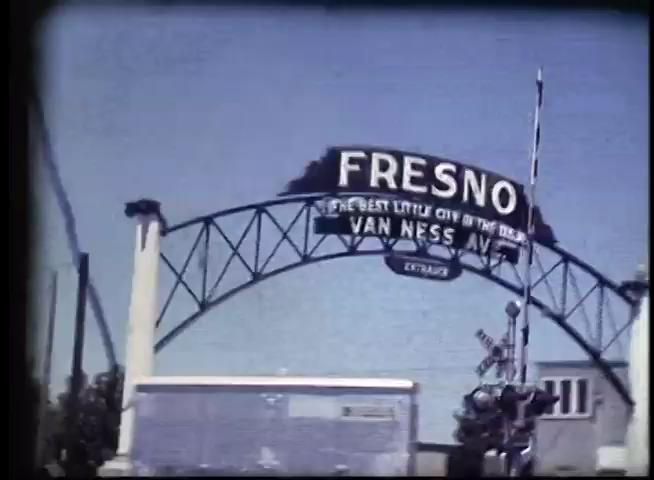 FRESNO
THE BEST LITTLE CITY IN THE U.S.A.
VAN NESS AVE
ENTRANCE